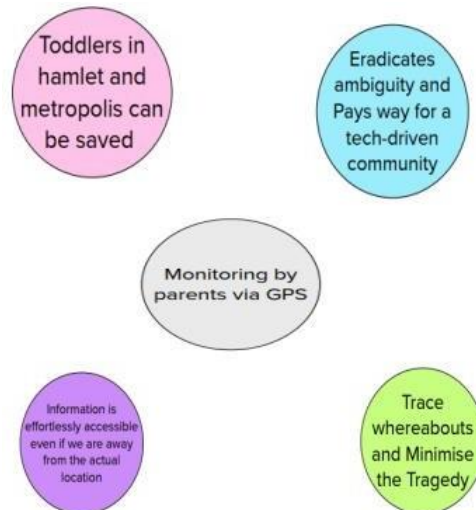 Toddlers in
hamlet and
metropolis can
be saved
Eradicates
ambiguity and
Pays way for a
tech-driven
community
Monitoring by
parents via GPS
Information is
effortlessly accessible
even if we are away
from the actual
location
Trace
whereabouts
and Minimise
the Tragedy